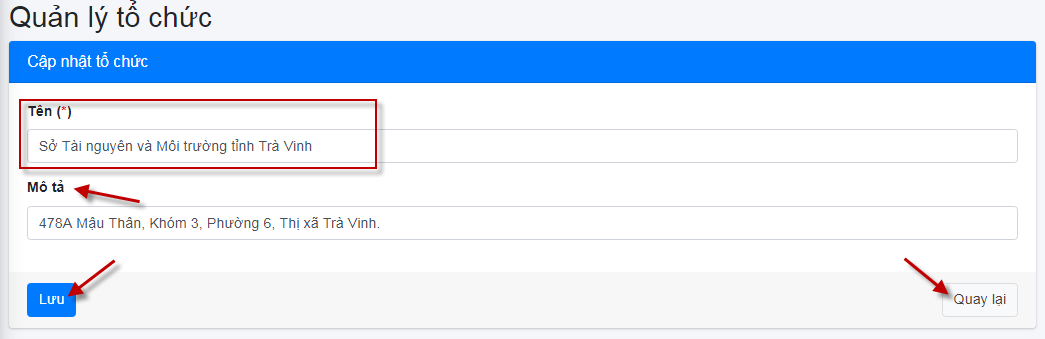 Quản lý tổ chức
Cập nhật tổ chức
Tên (*)
Sở Tài nguyên và Môi trường tỉnh Trà Vinh
Mô tả
478A Mậu Thân, Khóm 3, Phường 6, Thị xã Trà Vinh.
Lưu
Quay lại